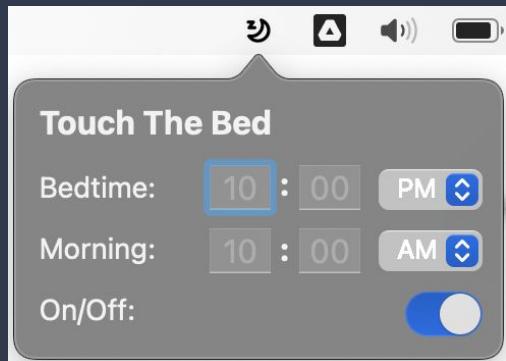 Touch The Bed
Bedtime: 10 : 00 PM
Morning: 10 : 00 AM
On/Off: